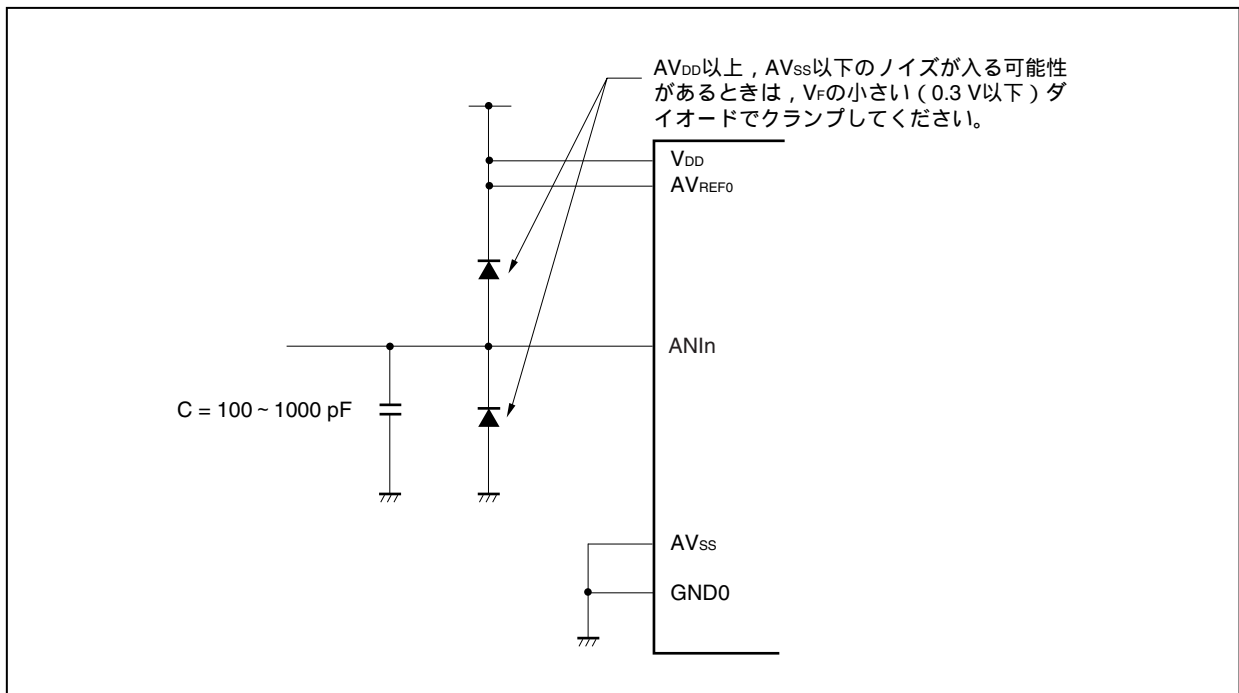 AVDD以上，AVSS以下のノイズが入る可能性
があるときは，VFの小さい（0.3 V以下）ダ
イオードでクランプしてください。
VDD
AVREF0
ANIn
C = 100 ~ 1000 pF
AVSS
GND0